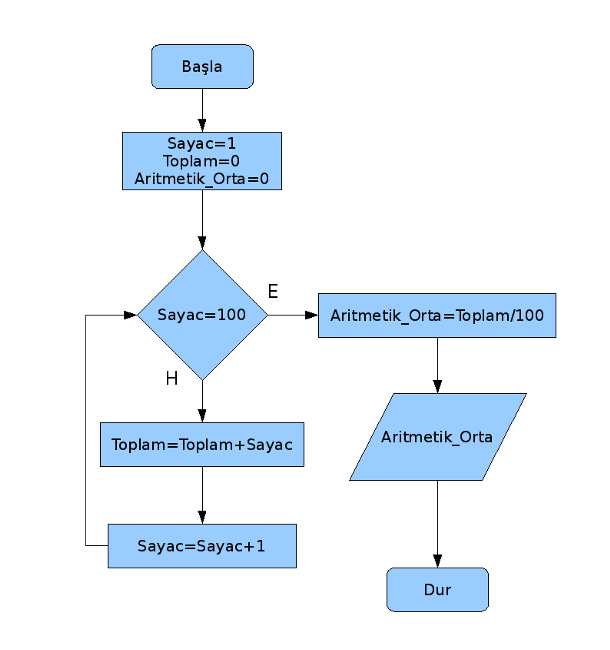 Başla
Sayac=1
Toplam=0
Aritmetik_Orta=0
Sayac=100
E
Aritmetik_Orta=Toplam/100
H
Toplam=Toplam+Sayac
Aritmetik_Orta
Sayac=Sayac+1
Dur